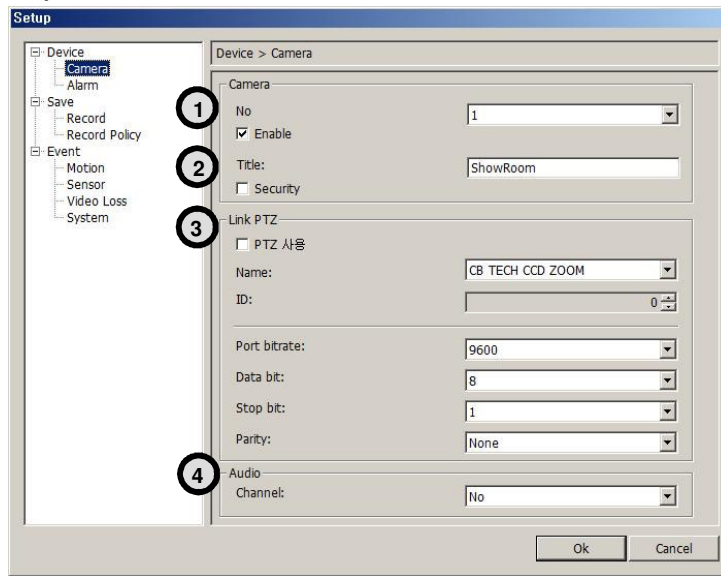 Setup
Device
Camera
Alarm
Save
Record
Record Policy
Event
Motion
Sensor
Video Loss
System
Device > Camera
Camera
1
No
1
Enable
2
Title:
ShowRoom
Security
3
Link PTZ
PTZ 사용
Name:
CB TECH CCD ZOOM
ID:
0
Port bitrate:
9600
Data bit:
8
Stop bit:
1
Parity:
None
4
Audio
Channel:
No
Ok
Cancel